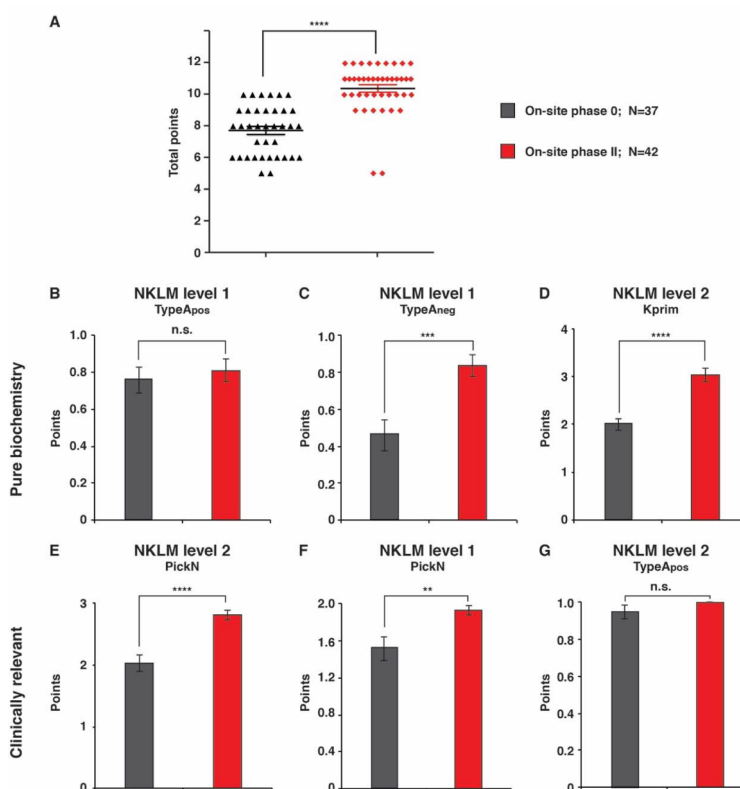 A
****
Total points
12
10
8
6
4
2
0
On-site phase 0; N=37
On-site phase II; N=42
Pure biochemistry
B
NKLM level 1
TypeApos
n.s.
Points
1.0
0.8
0.6
0.4
0.2
0
C
NKLM level 1
TypeAneg
***
Points
1.0
0.8
0.6
0.4
0.2
0
D
NKLM level 2
Kprim
****
Points
4
3
2
1
0
Clinically relevant
E
NKLM level 2
PickN
****
Points
3
2
1
0
F
NKLM level 1
PickN
**
Points
2.0
1.6
1.2
0.8
0.4
0
G
NKLM level 2
TypeApos
n.s.
Points
1.0
0.8
0.6
0.4
0.2
0